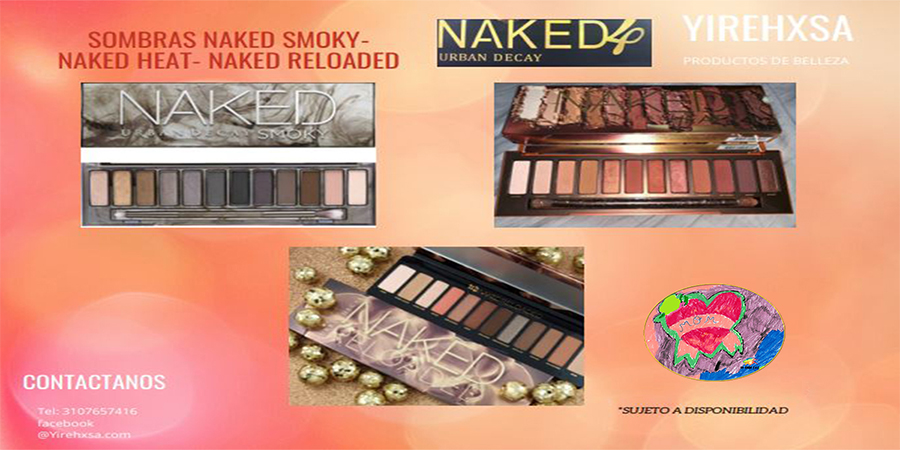 SOMBRAS NAKED SMOKY-
NAKED HEAT- NAKED RELOADED
NAKED4
URBAN DECAY
YIREHXSA
PRODUCTOS DE BELLEZA
NAKED
URBAN DECAY SMOKY
NAKED
MOM
CONTACTANOS
Tel: 3107657416
facebook
@Yirehxsa.com
*SUJETO A DISPONIBILIDAD